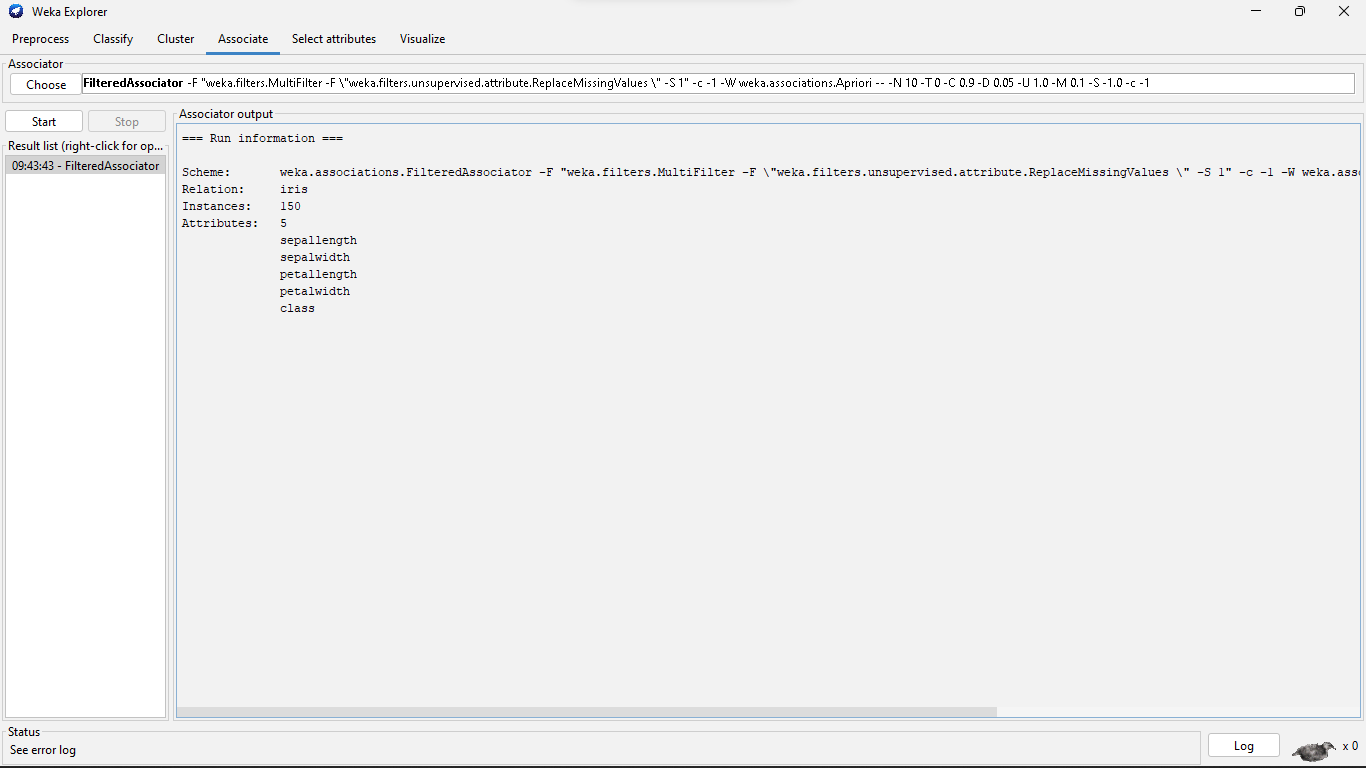 Weka Explorer
Preprocess Classify Cluster Associate Select attributes Visualize
Associator
Choose FilteredAssociator -F "weka.filters.MultiFilter -F \"weka.filters.unsupervised.attribute.ReplaceMissingValues \" -S 1" -c -1 -W weka.associations.Apriori -- -N 10 -T 0 -C 0.9 -D 0.05 -U 1.0 -M 0.1 -S -1.0 -c -1
Start Stop
Result list (right-click for op...
09:43:43 - FilteredAssociator
Associator output
=== Run information ===
Scheme: weka.associations.FilteredAssociator -F "weka.filters.MultiFilter -F \"weka.filters.unsupervised.attribute.ReplaceMissingValues \" -S 1" -c -1 -W weka.ass
Relation: iris
Instances: 150
Attributes: 5
sepallength
sepalwidth
petallength
petalwidth
class
Status
See error log
Log
x 0